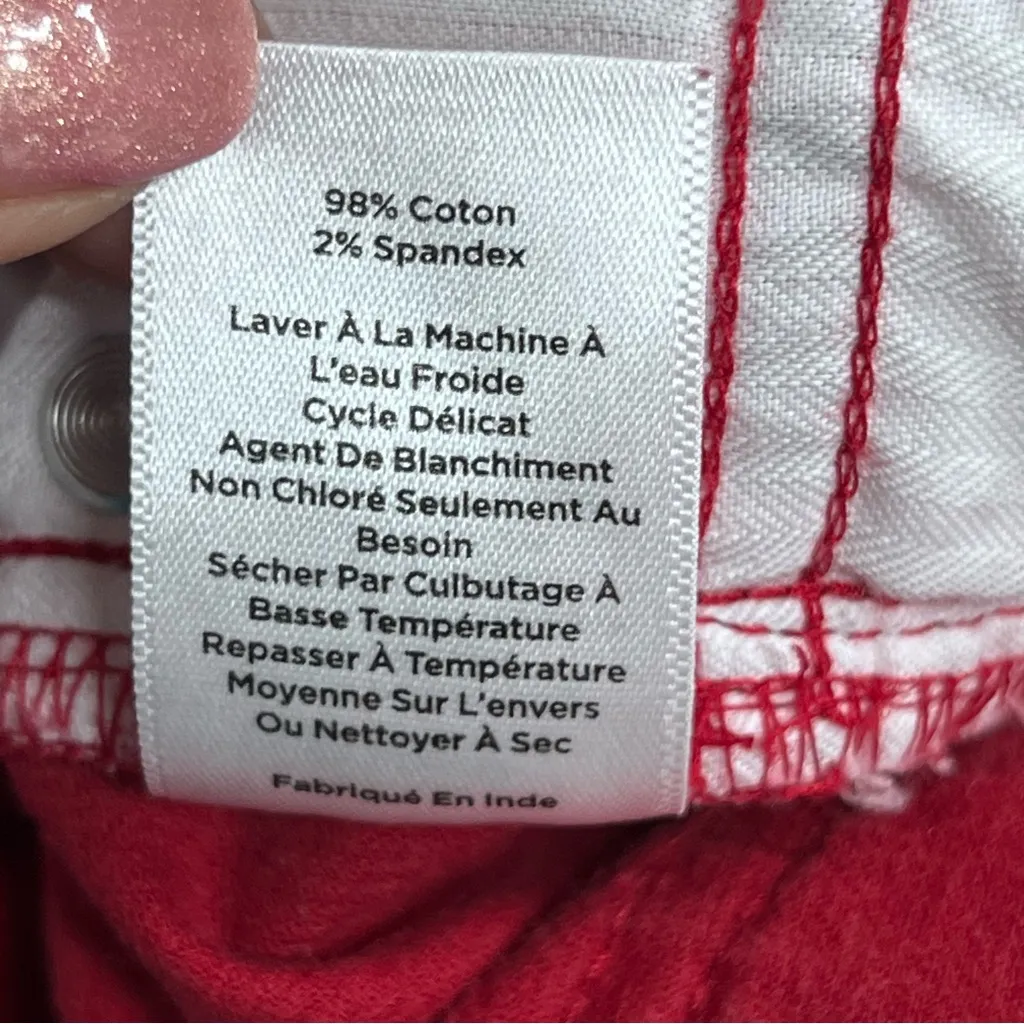 98% Coton
2% Spandex
Laver À La Machine À
L'eau Froide
Cycle Délicat
Agent De Blanchiment
Non Chloré Seulement Au
Besoin
Sécher Par Culbutage À
Basse Température
Repasser À Température
Moyenne Sur L'envers
Ou Nettoyer À Sec
Fabriqué En Inde